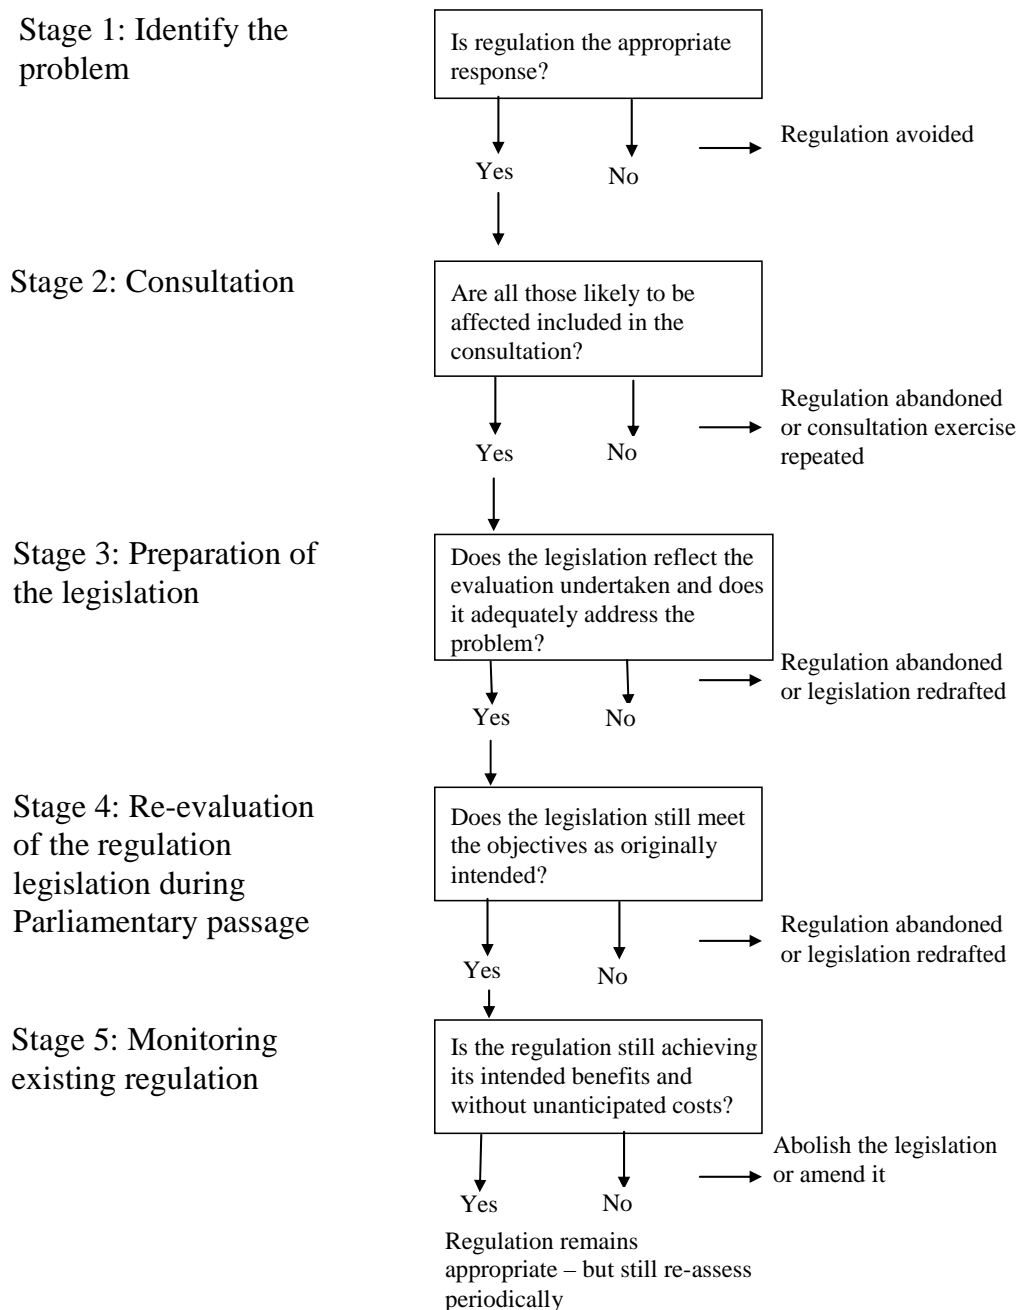 Stage 1: Identify the
problem
Is regulation the appropriate
response?
Regulation avoided
Yes
No
Stage 2: Consultation
Are all those likely to be
affected included in the
consultation?
Regulation abandoned
or consultation exercise
repeated
Yes
No
Stage 3: Preparation of
the legislation
Does the legislation reflect the
evaluation undertaken and does
it adequately address the
problem?
Regulation abandoned
or legislation redrafted
Yes
No
Stage 4: Re-evaluation
of the regulation
legislation during
Parliamentary passage
Does the legislation still meet
the objectives as originally
intended?
Regulation abandoned
or legislation redrafted
Yes
No
Stage 5: Monitoring
existing regulation
Is the regulation still achieving
its intended benefits and
without unanticipated costs?
Abolish the legislation
or amend it
Yes
No
Regulation remains
appropriate – but still re-assess
periodically